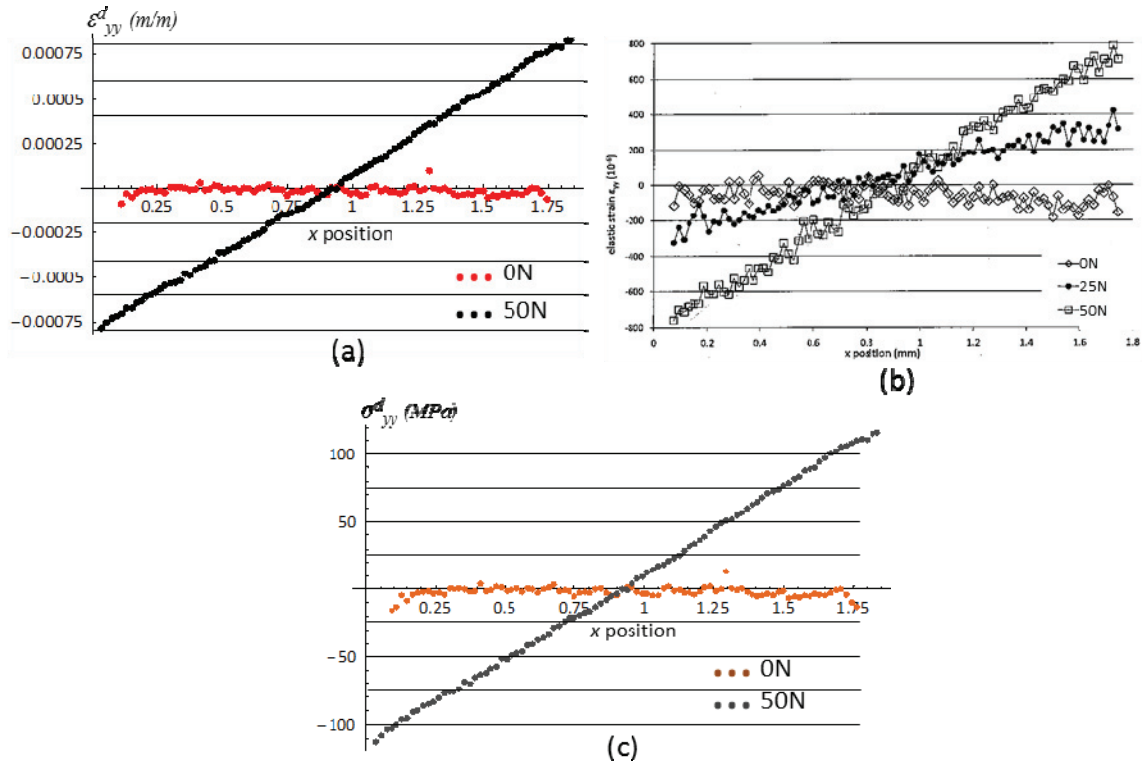 ε^d_yy (m/m)
0.00075
0.0005
0.00025
0.25 0.5 0.75 1 1.25 1.5 1.75
x position
−0.00025
−0.0005
−0.00075
0N
50N
(a)
800
600
400
200
0
-200
-400
-600
-800
elastic strain ε_yy (10⁻⁶)
0 0.2 0.4 0.6 0.8 1 1.2 1.4 1.6 1.8
x position (mm)
0N
25N
50N
(b)
σ^d_yy (MPa)
100
50
0.25 0.5 0.75 1 1.25 1.5 1.75
x position
−50
−100
0N
50N
(c)